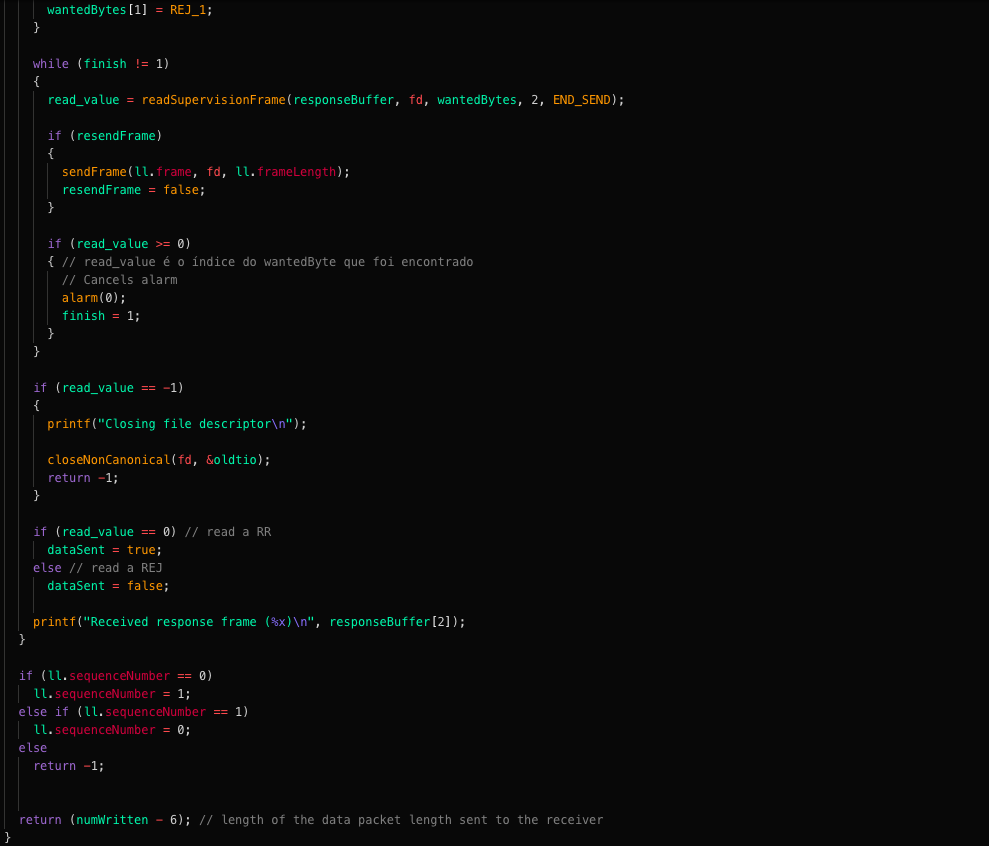 wantedBytes[1] = REJ_1;
}
while (finish != 1)
{
read_value = readSupervisionFrame(responseBuffer, fd, wantedBytes, 2, END_SEND);
if (resendFrame)
{
sendFrame(ll.frame, fd, ll.frameLength);
resendFrame = false;
}
if (read_value >= 0)
{ // read_value é o índice do wantedByte que foi encontrado
// Cancels alarm
alarm(0);
finish = 1;
}
}
if (read_value == -1)
{
printf("Closing file descriptor\n");
closeNonCanonical(fd, &oldtio);
return -1;
}
if (read_value == 0) // read a RR
dataSent = true;
else // read a REJ
dataSent = false;
printf("Received response frame (%x)\n", responseBuffer[2]);
}
if (ll.sequenceNumber == 0)
ll.sequenceNumber = 1;
else if (ll.sequenceNumber == 1)
ll.sequenceNumber = 0;
else
return -1;
return (numWritten - 6); // length of the data packet length sent to the receiver
}